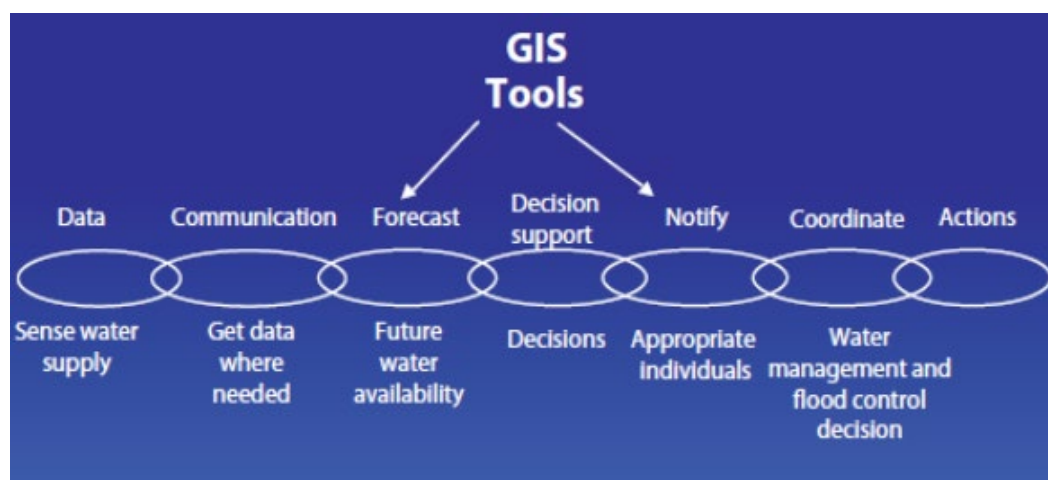 GIS
Tools
Data
Communication
Forecast
Decision
support
Notify
Coordinate
Actions
Sense water
supply
Get data
where
needed
Future
water
availability
Decisions
Appropriate
individuals
Water
management and
flood control
decision